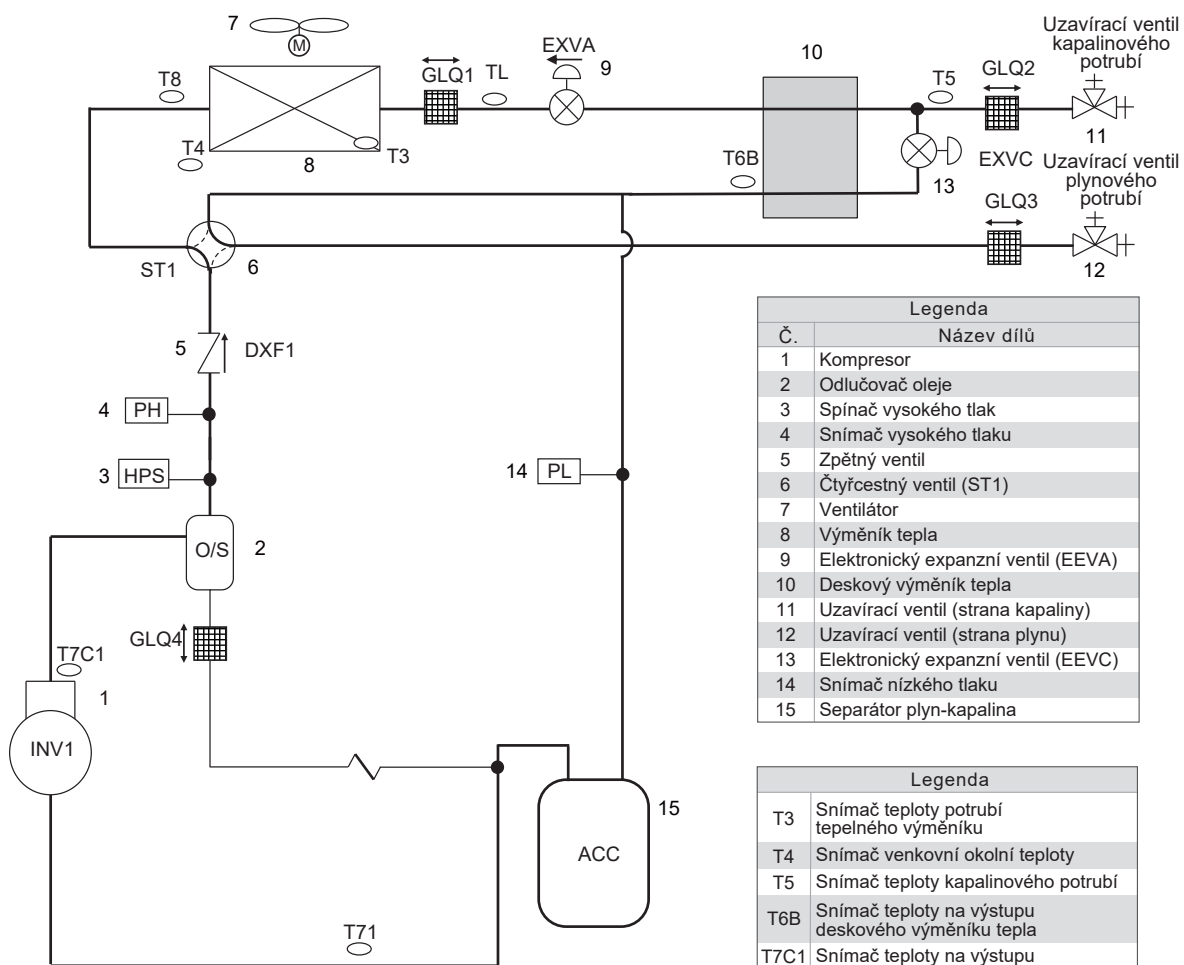 7
M
T8
GLQ1
TL
EXVA
9
10
T5
GLQ2
Uzavírací ventil
kapalinového
potrubí
11
T4
8
T3
T6B
13
EXVC
Uzavírací ventil
plynového
potrubí
GLQ3
12
ST1
6
5
DXF1
4
PH
3
HPS
14
PL
O/S
2
GLQ4
T7C1
1
INV1
ACC
15
T71
Legenda
Č. Název dílů
1 Kompresor
2 Odlučovač oleje
3 Spínač vysokého tlak
4 Snímač vysokého tlaku
5 Zpětný ventil
6 Čtyřcestný ventil (ST1)
7 Ventilátor
8 Výměník tepla
9 Elektronický expanzní ventil (EEVA)
10 Deskový výměník tepla
11 Uzavírací ventil (strana kapaliny)
12 Uzavírací ventil (strana plynu)
13 Elektronický expanzní ventil (EEVC)
14 Snímač nízkého tlaku
15 Separátor plyn-kapalina
Legenda
T3 Snímač teploty potrubí
tepelného výměníku
T4 Snímač venkovní okolní teploty
T5 Snímač teploty kapalinového potrubí
T6B Snímač teploty na výstupu
deskového výměníku tepla
T7C1 Snímač teploty na výstupu